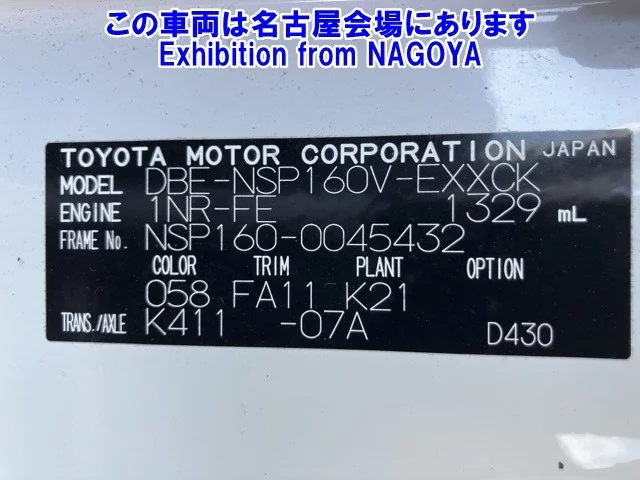 この車両は名古屋会場にあります
Exhibition from NAGOYA
TOYOTA MOTOR CORPORATION JAPAN
MODEL DBE-NSP160V-EXXCK
ENGINE 1NR-FE 1329 mL
FRAME No. NSP160-0045432
COLOR TRIM PLANT OPTION
058 FA11 K21
TRANS./AXLE K411 -07A D430